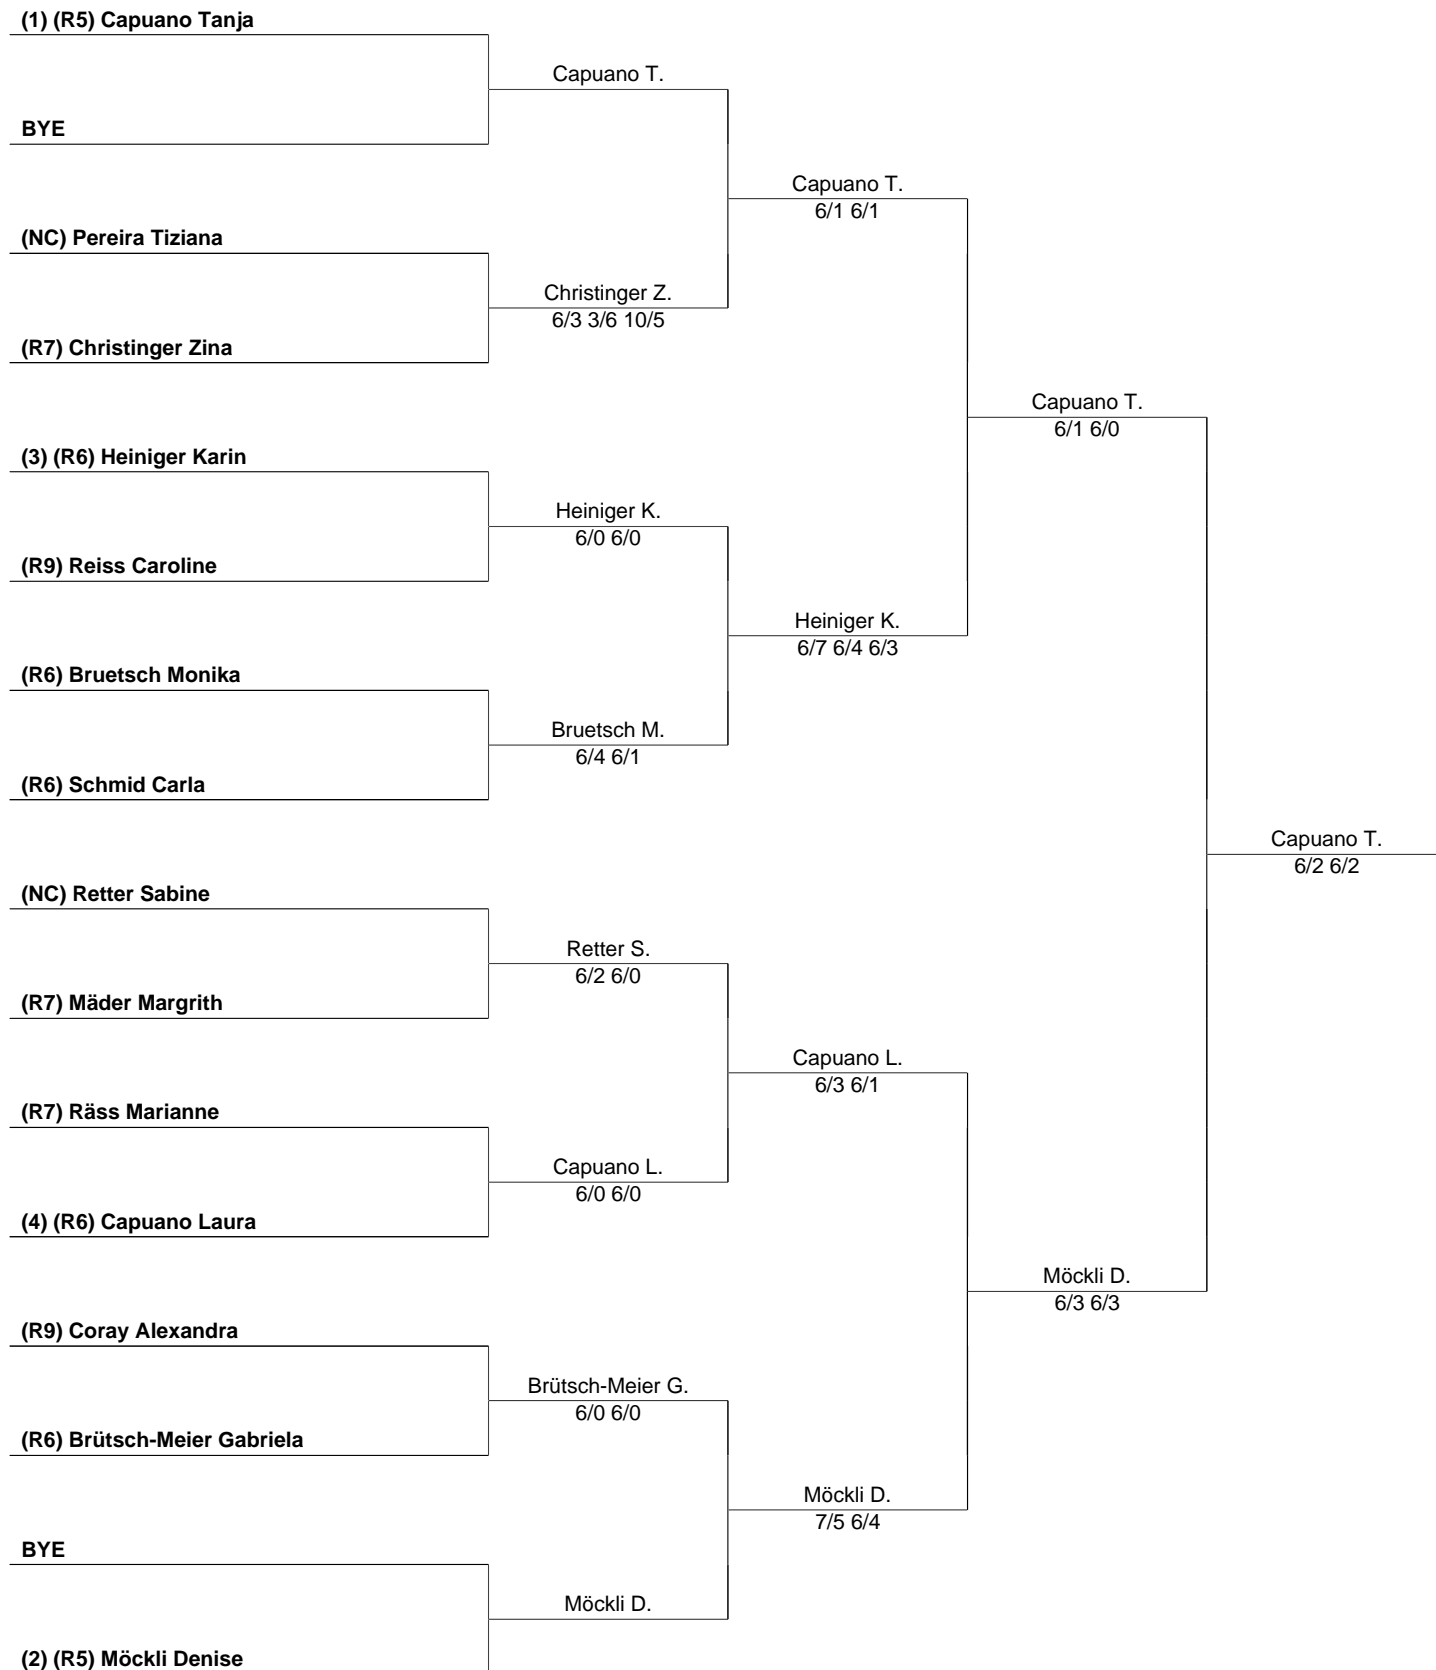 (1) (R5) Capuano Tanja
Capuano T.
BYE
Capuano T.
6/1 6/1
(NC) Pereira Tiziana
Christinger Z.
6/3 3/6 10/5
(R7) Christinger Zina
Capuano T.
6/1 6/0
(3) (R6) Heiniger Karin
Heiniger K.
6/0 6/0
(R9) Reiss Caroline
Heiniger K.
6/7 6/4 6/3
(R6) Bruetsch Monika
Bruetsch M.
6/4 6/1
(R6) Schmid Carla
Capuano T.
6/2 6/2
(NC) Retter Sabine
Retter S.
6/2 6/0
(R7) Mäder Margrith
Capuano L.
6/3 6/1
(R7) Räss Marianne
Capuano L.
6/0 6/0
(4) (R6) Capuano Laura
Möckli D.
6/3 6/3
(R9) Coray Alexandra
Brütsch-Meier G.
6/0 6/0
(R6) Brütsch-Meier Gabriela
Möckli D.
7/5 6/4
BYE
Möckli D.
(2) (R5) Möckli Denise